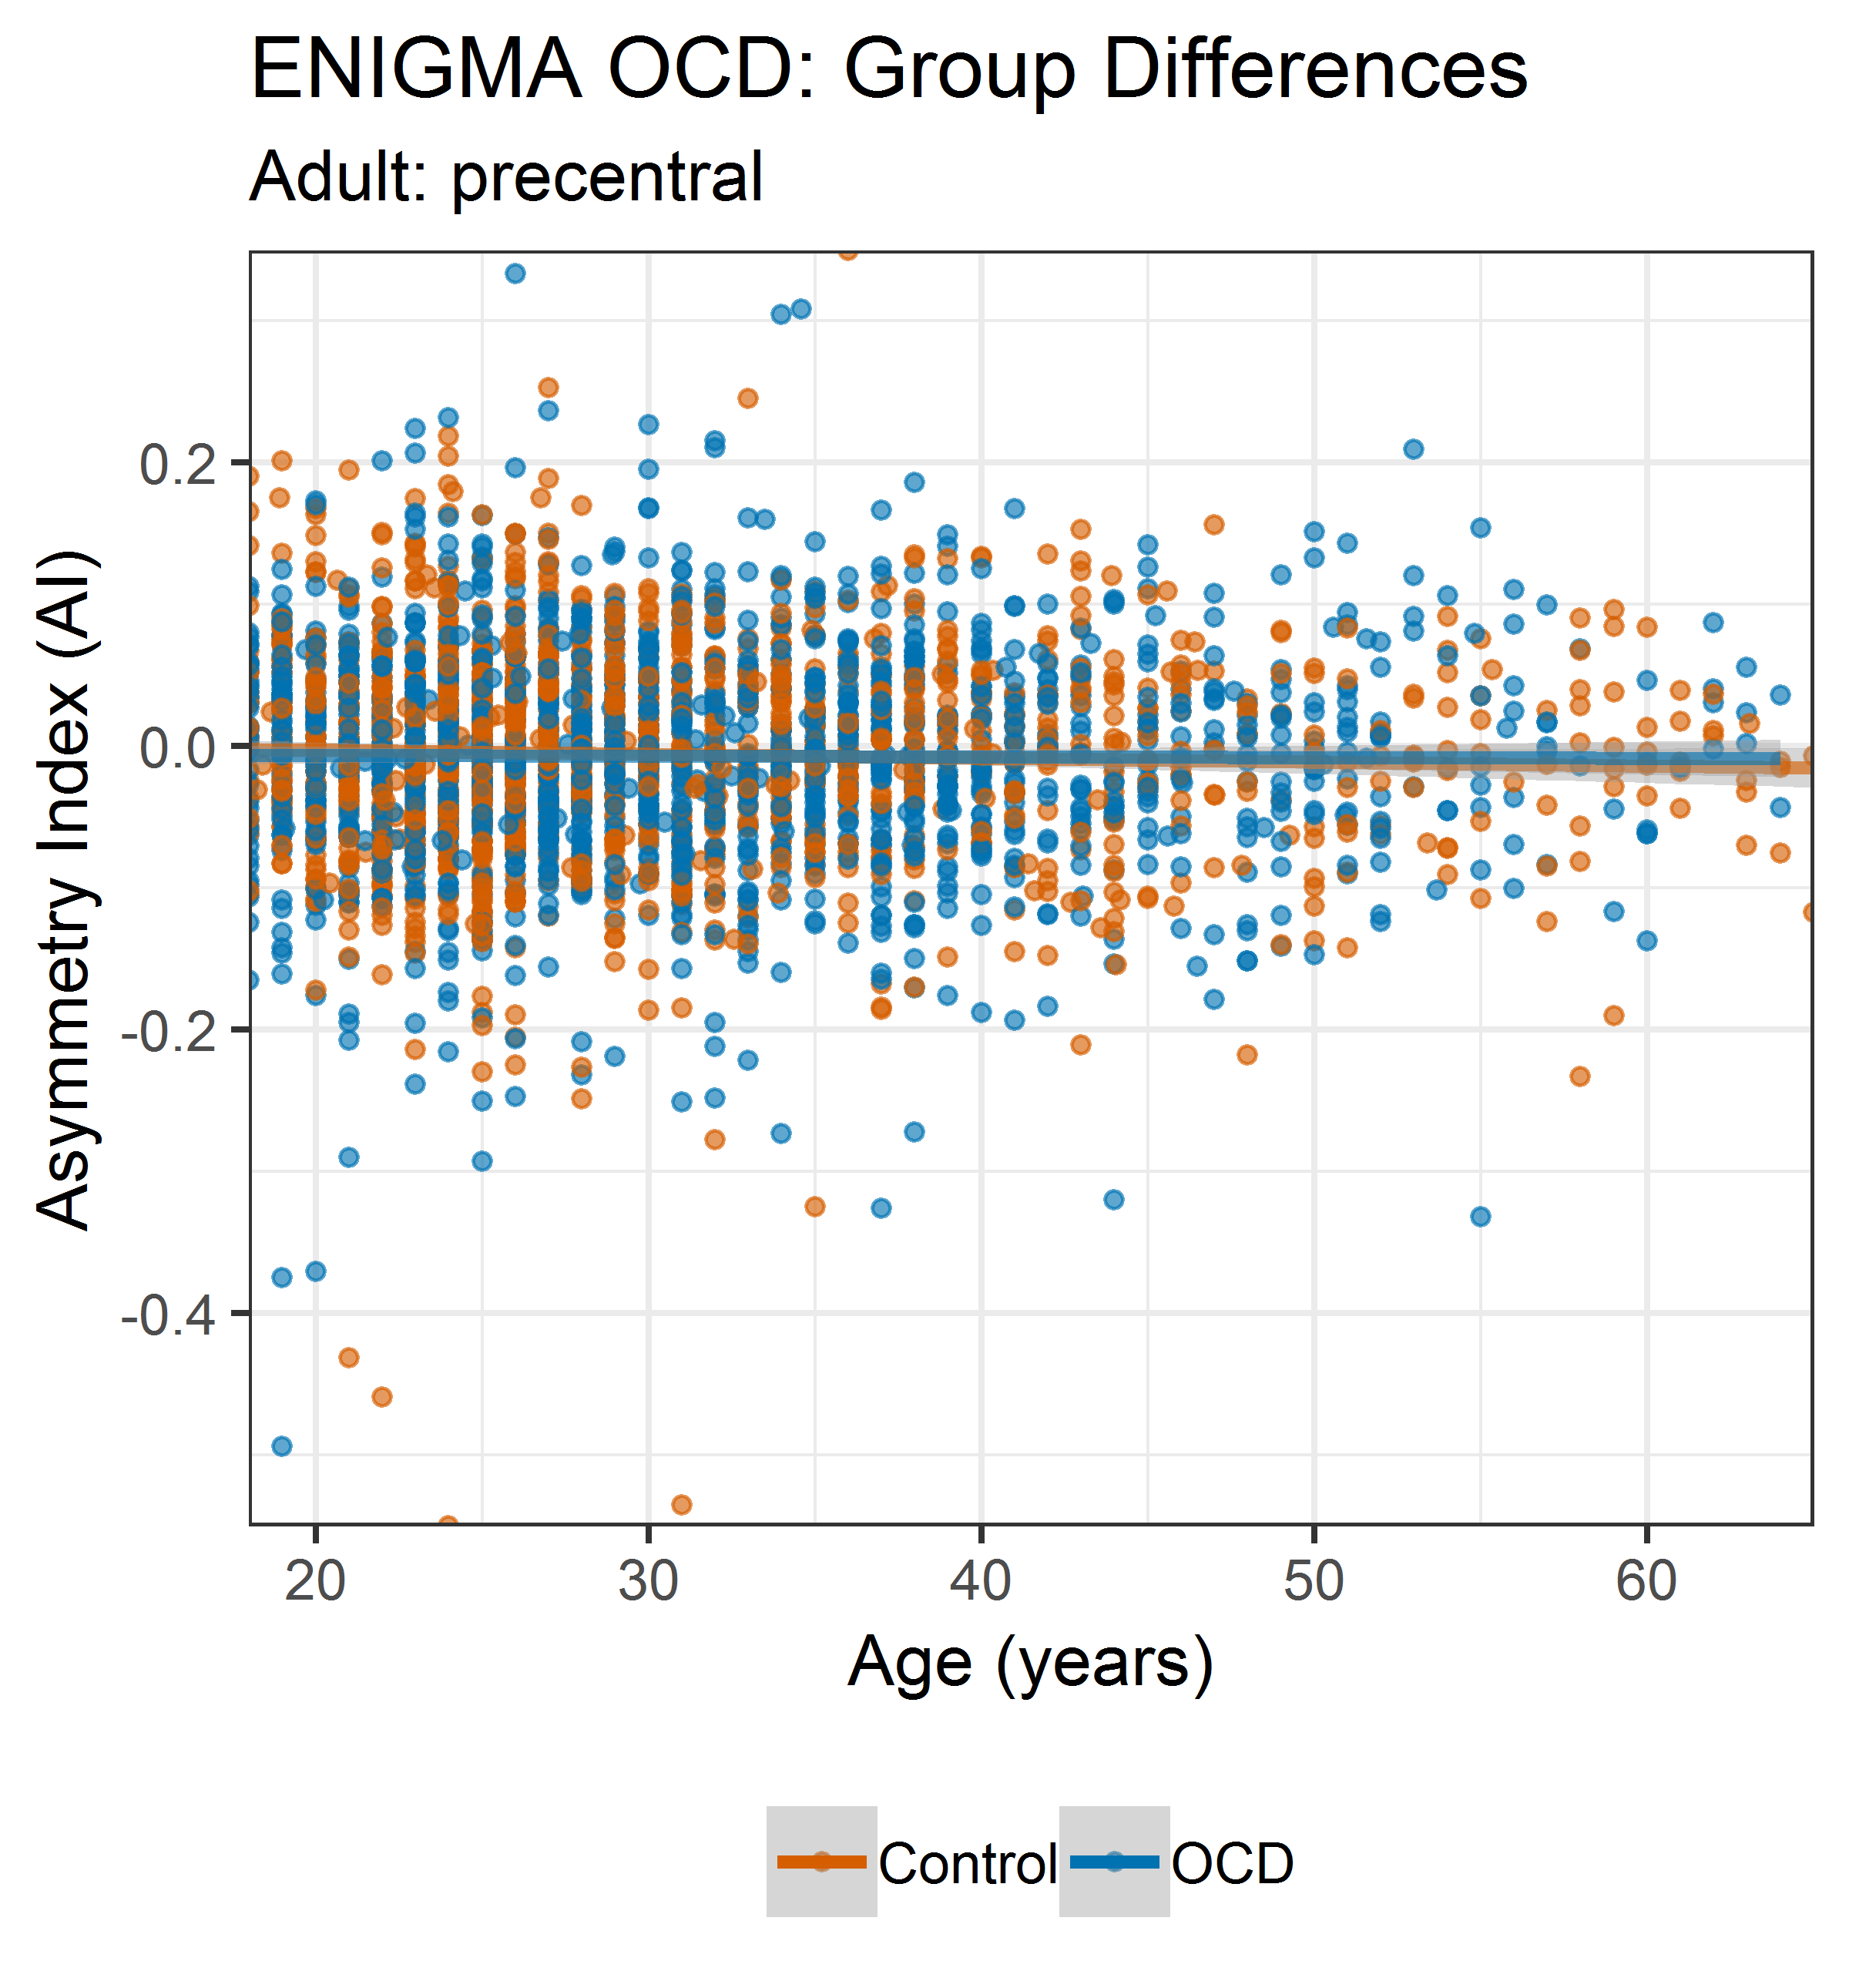 ENIGMA OCD: Group Differences
Adult: precentral
Asymmetry Index (AI)
0.2
0.0
-0.2
-0.4
20 30 40 50 60
Age (years)
Control OCD